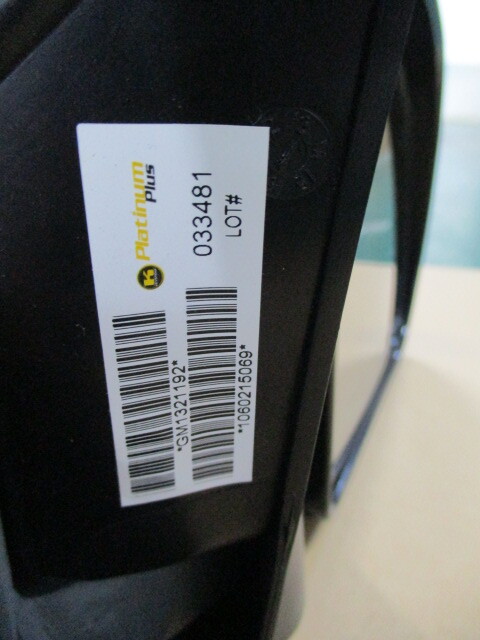 K Platinum
Plus
033481
LOT#
*GM1321192*
*1060215069*